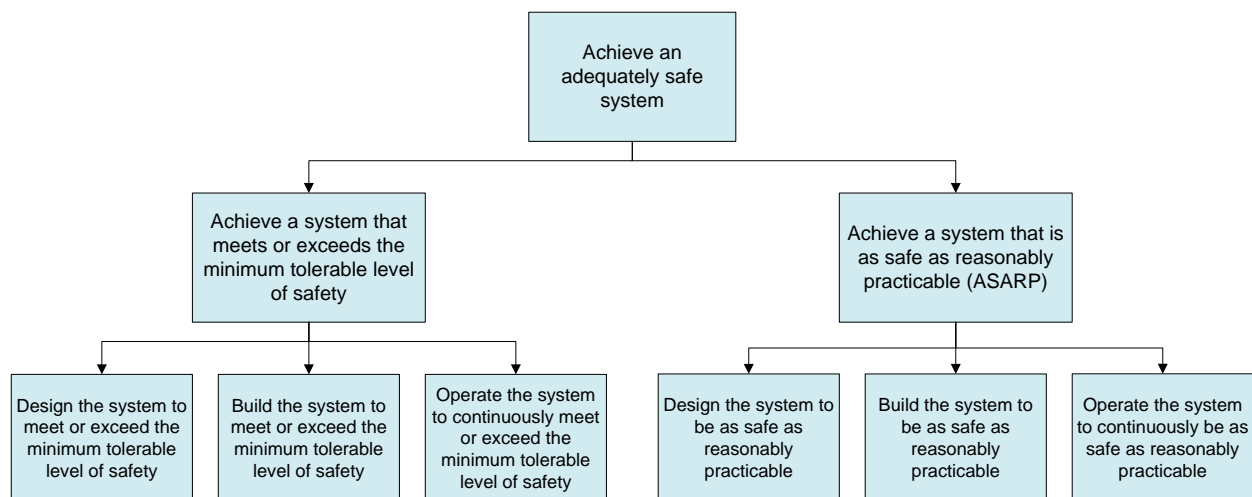 Achieve an
adequately safe
system
Achieve a system that
meets or exceeds the
minimum tolerable level
of safety
Achieve a system that is
as safe as reasonably
practicable (ASARP)
Design the system to
meet or exceed the
minimum tolerable
level of safety
Build the system to
meet or exceed the
minimum tolerable
level of safety
Operate the system
to continuously meet
or exceed the
minimum tolerable
level of safety
Design the system to
be as safe as
reasonably
practicable
Build the system to
be as safe as
reasonably
practicable
Operate the system
to continuously be as
safe as reasonably
practicable